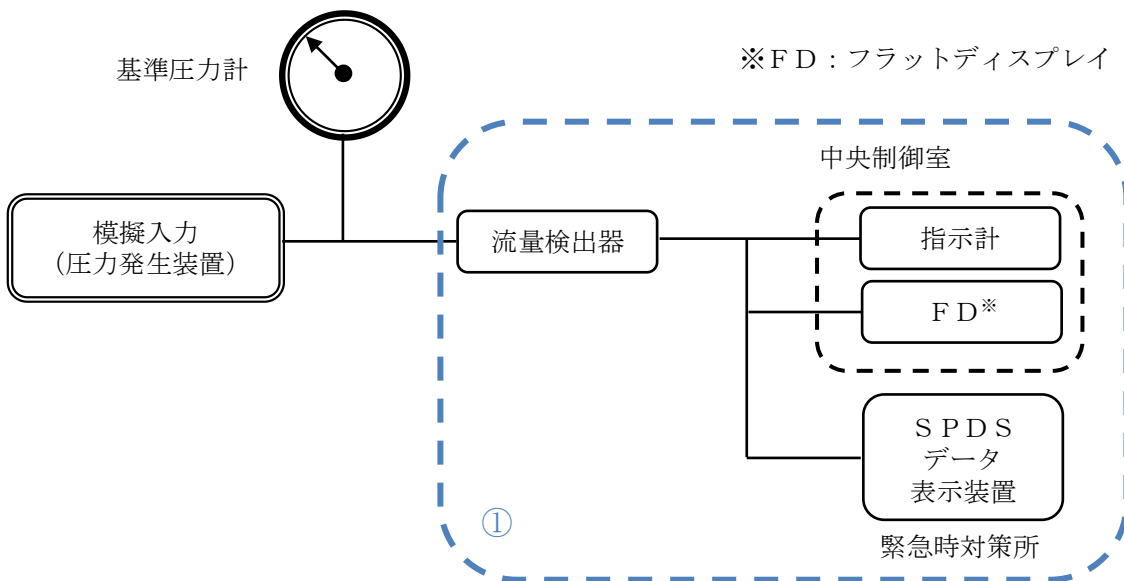 ※ＦＤ：フラットディスプレイ
基準圧力計
中央制御室
模擬入力
（圧力発生装置）
流量検出器
指示計
ＦＤ※
ＳＰＤＳ
データ
表示装置
①
緊急時対策所